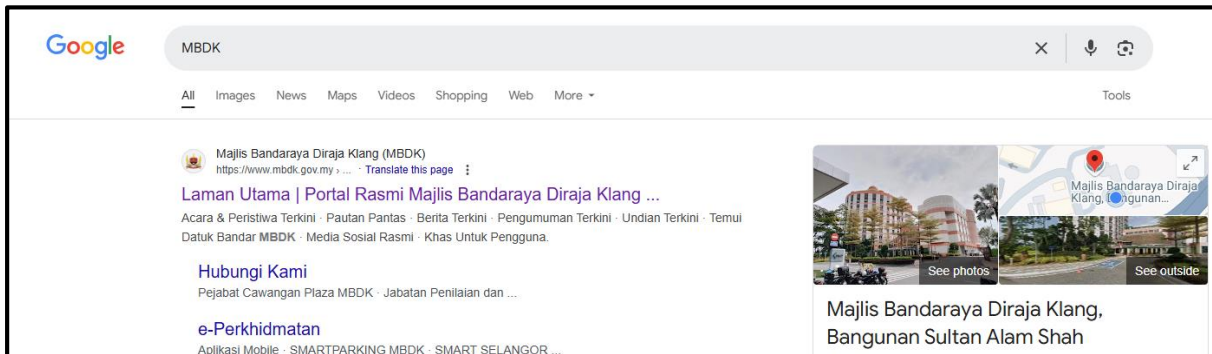 Google
MBDK
All Images News Maps Videos Shopping Web More
Tools
Majlis Bandaraya Diraja Klang (MBDK)
https://www.mbdk.gov.my › ... · Translate this page
Laman Utama | Portal Rasmi Majlis Bandaraya Diraja Klang ...
Acara & Peristiwa Terkini · Pautan Pantas · Berita Terkini · Pengumuman Terkini · Undian Terkini · Temui
Datuk Bandar MBDK · Media Sosial Rasmi · Khas Untuk Pengguna.
Hubungi Kami
Pejabat Cawangan Plaza MBDK · Jabatan Penilaian dan ...
e-Perkhidmatan
Aplikasi Mobile · SMARTPARKING MBDK · SMART SELANGOR ...
See photos
Majlis Bandaraya Diraja
Klang,
See outside
Majlis Bandaraya Diraja Klang,
Bangunan Sultan Alam Shah